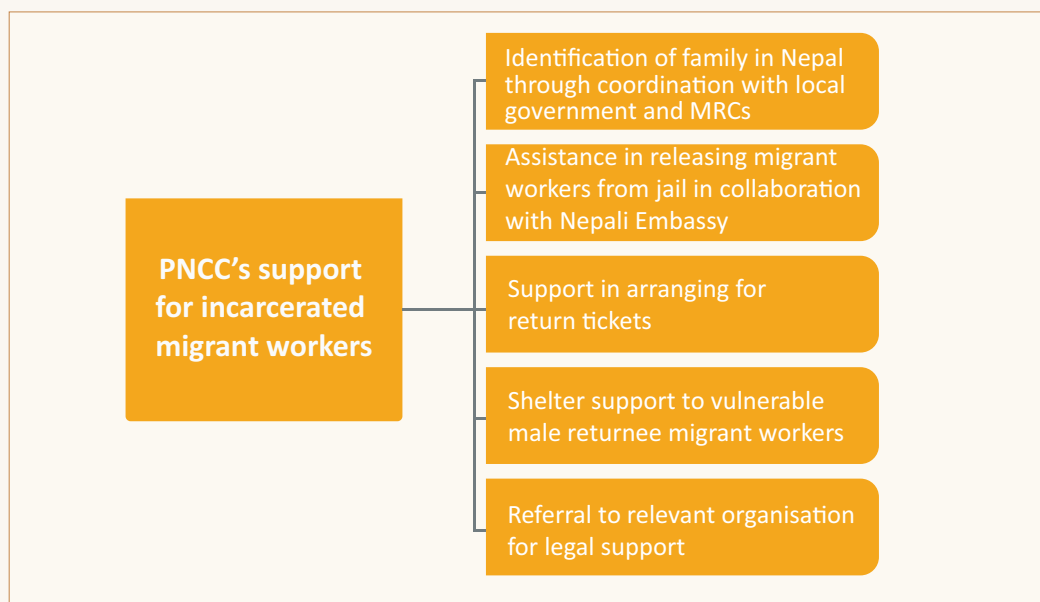 PNCC’s support
for incarcerated
migrant workers
Identification of family in Nepal
through coordination with local
government and MRCs
Assistance in releasing migrant
workers from jail in collaboration
with Nepali Embassy
Support in arranging for
return tickets
Shelter support to vulnerable
male returnee migrant workers
Referral to relevant organisation
for legal support